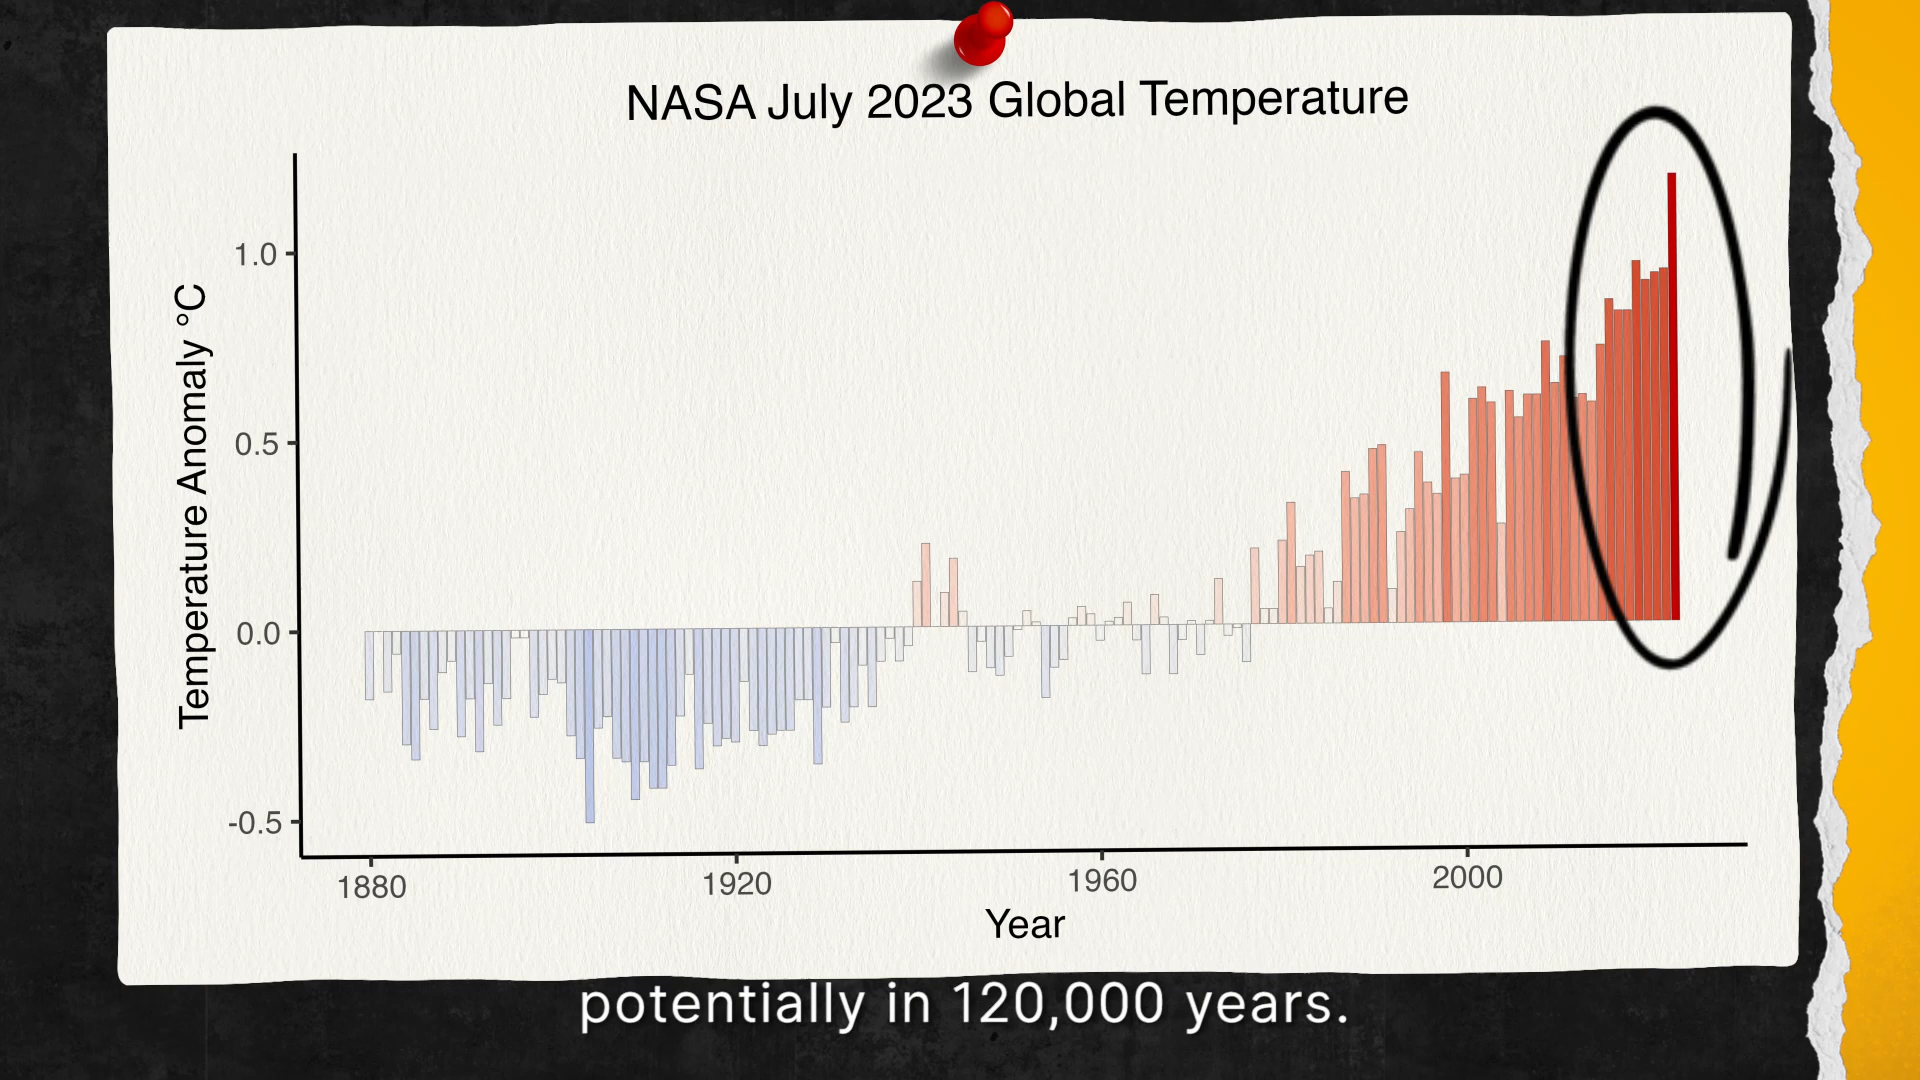 NASA July 2023 Global Temperature
Temperature Anomaly °C
1.0
0.5
0.0
-0.5
1880
1920
1960
2000
Year
potentially in 120,000 years.